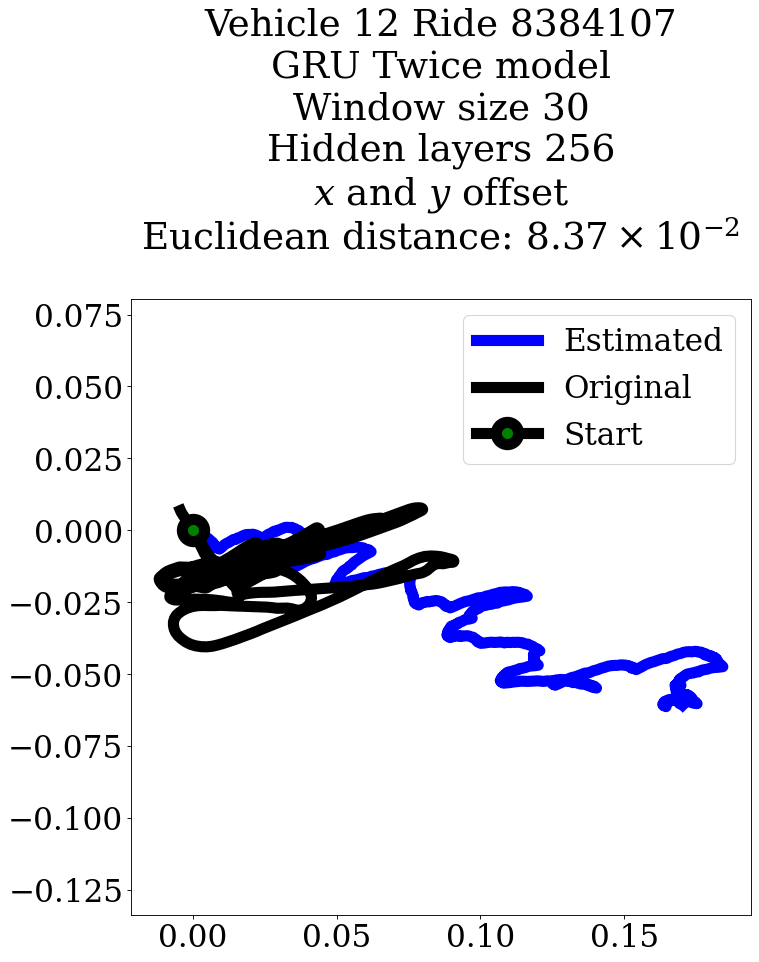 Vehicle 12 Ride 8384107
GRU Twice model
Window size 30
Hidden layers 256
x and y offset
Euclidean distance: 8.37 × 10⁻²
Estimated
Original
Start
0.075
0.050
0.025
0.000
−0.025
−0.050
−0.075
−0.100
−0.125
0.00 0.05 0.10 0.15